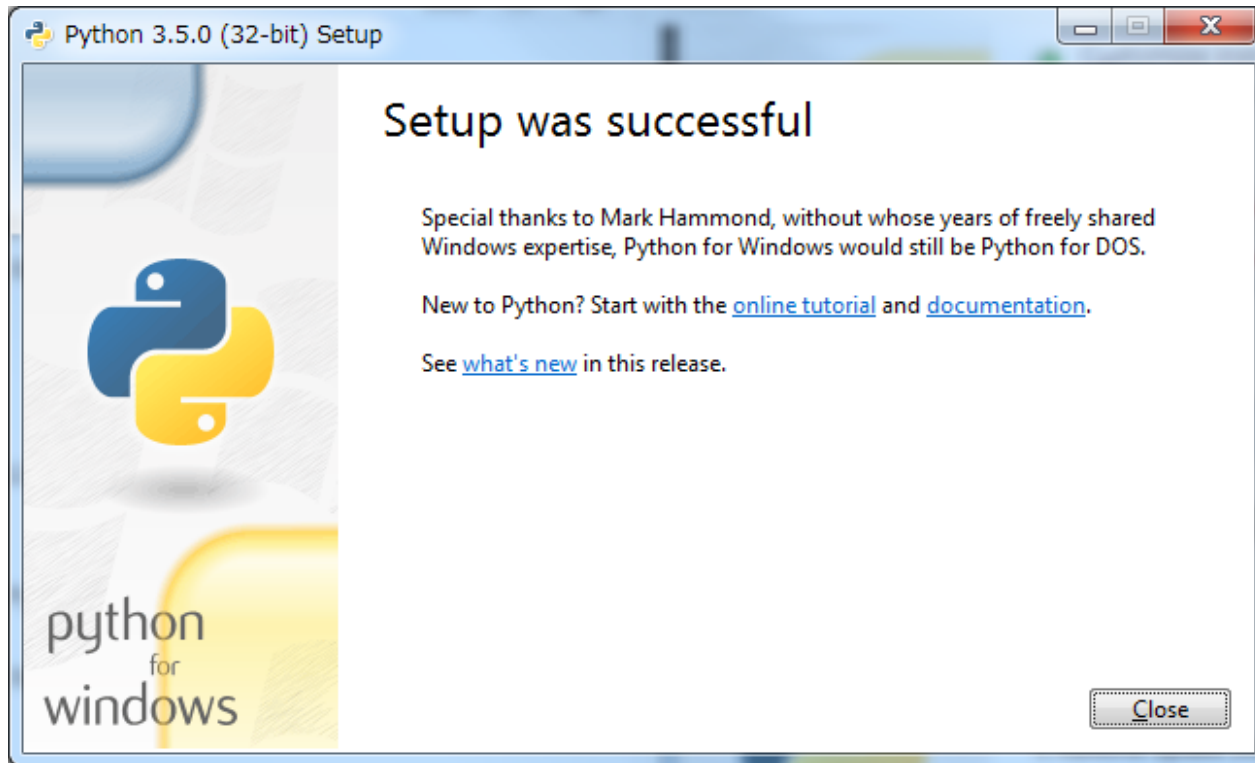 Python 3.5.0 (32-bit) Setup
Setup was successful
Special thanks to Mark Hammond, without whose years of freely shared
Windows expertise, Python for Windows would still be Python for DOS.
New to Python? Start with the online tutorial and documentation.
See what's new in this release.
python
for
windows
Close